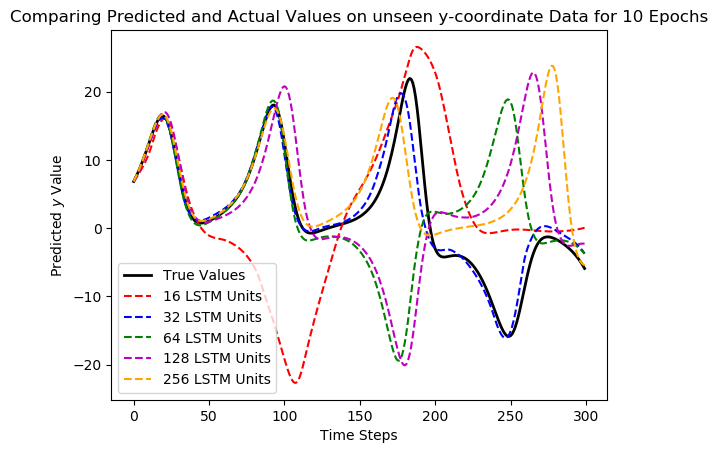 Comparing Predicted and Actual Values on unseen y-coordinate Data for 10 Epochs
Predicted y Value
20
10
0
−10
−20
True Values
16 LSTM Units
32 LSTM Units
64 LSTM Units
128 LSTM Units
256 LSTM Units
0 50 100 150 200 250 300
Time Steps